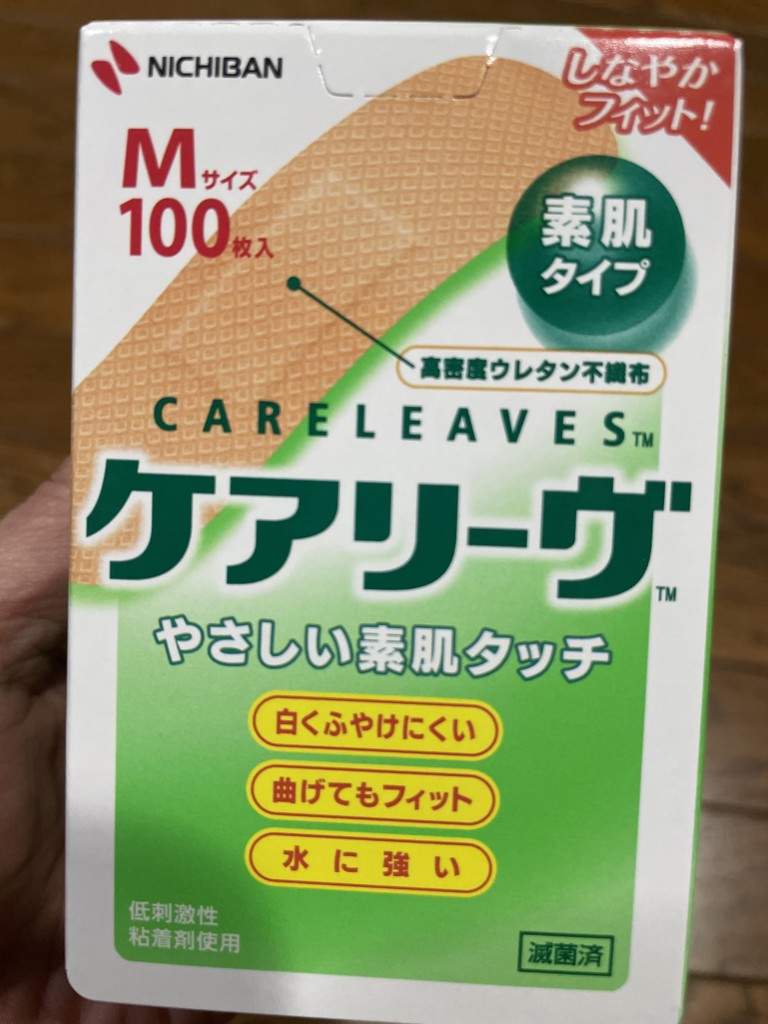 NICHIBAN
しなやか
フィット!
Mサイズ
100枚入
素肌
タイプ
高密度ウレタン不織布
CARELEAVES™
ケアリーヴ™
やさしい素肌タッチ
白くふやけにくい
曲げてもフィット
水に強い
低刺激性
粘着剤使用
滅菌済